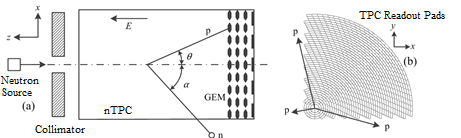 x
z
E
p
θ
α
Neutron
Source
(a)
nTPC
GEM
n
Collimator
TPC Readout Pads
y
x
(b)
p
p
p